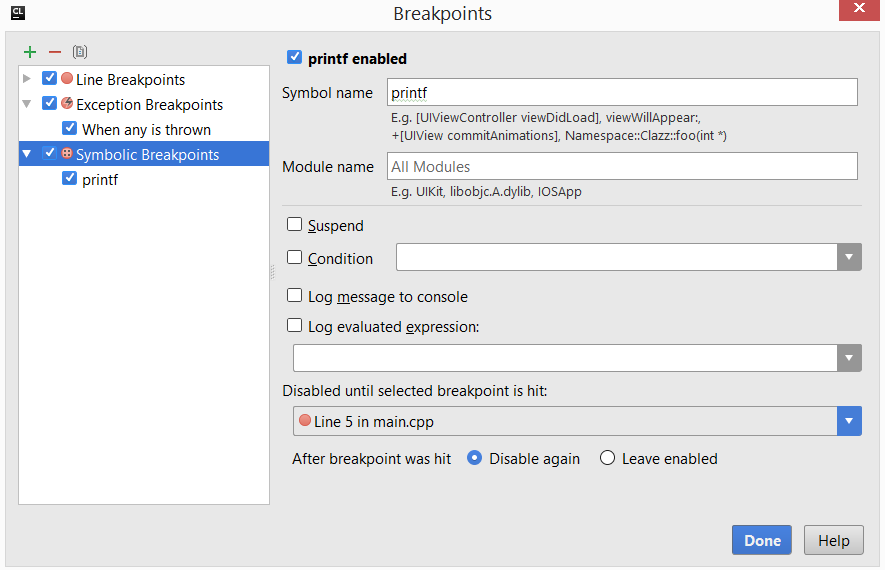 CL
Breakpoints
Line Breakpoints
Exception Breakpoints
When any is thrown
Symbolic Breakpoints
printf
printf enabled
Symbol name printf
E.g. [UIViewController viewDidLoad], viewWillAppear:,
+[UIView commitAnimations], Namespace::Clazz::foo(int *)
Module name All Modules
E.g. UIKit, libobjc.A.dylib, IOSApp
Suspend
Condition
Log message to console
Log evaluated expression:
Disabled until selected breakpoint is hit:
Line 5 in main.cpp
After breakpoint was hit Disable again Leave enabled
Done Help